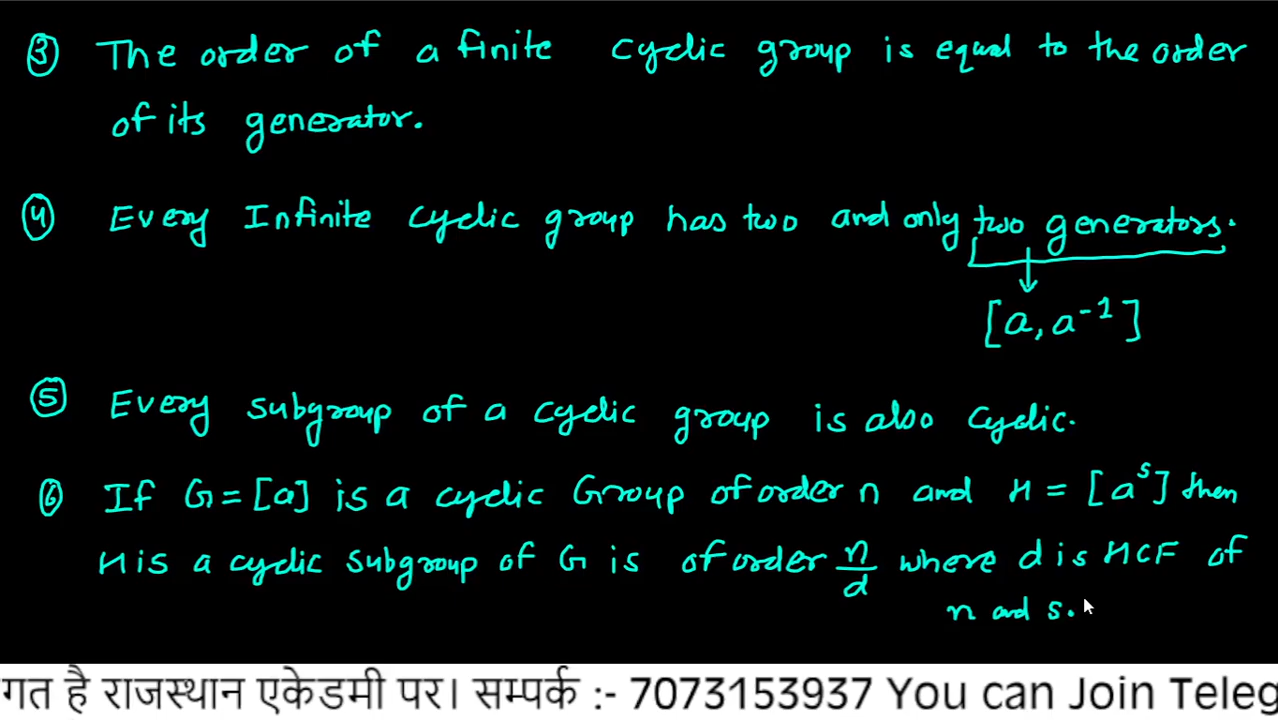 ③ The order of a finite cyclic group is equal to the order
of its generator.
④ Every Infinite cyclic group has two and only two generators.
[a, a⁻¹]
⑤ Every subgroup of a cyclic group is also cyclic.
⑥ If G = [a] is a cyclic Group of order n and H = [aˢ] then
H is a cyclic subgroup of G is of order n/d where d is HCF of
n and s.
गत है राजस्थान एकेडमी पर। सम्पर्क :- 7073153937 You can Join Teleg